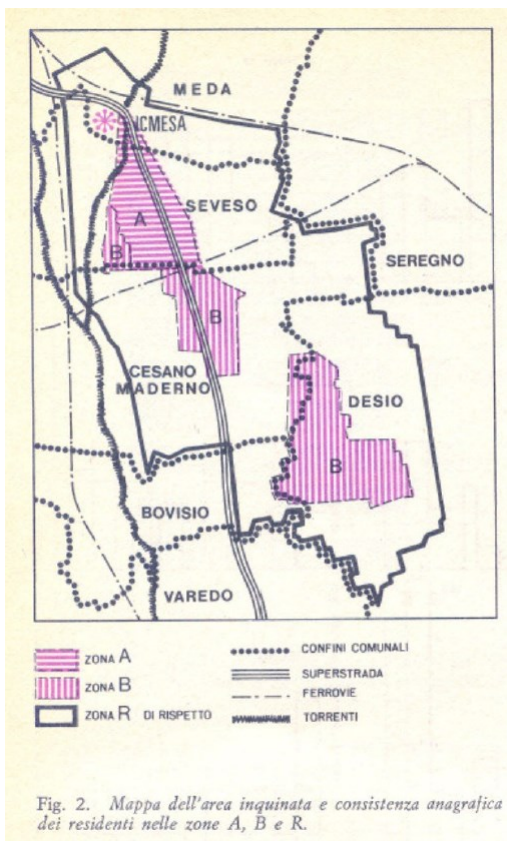 MEDA
ICMESA
A
SEVESO
B
SEREGNO
B
CESANO
MADERNO
DESIO
B
BOVISIO
VAREDO
ZONA A
ZONA B
ZONA R DI RISPETTO
CONFINI COMUNALI
SUPERSTRADA
FERROVIE
TORRENTI
Fig. 2. Mappa dell'area inquinata e consistenza anagrafica
dei residenti nelle zone A, B e R.